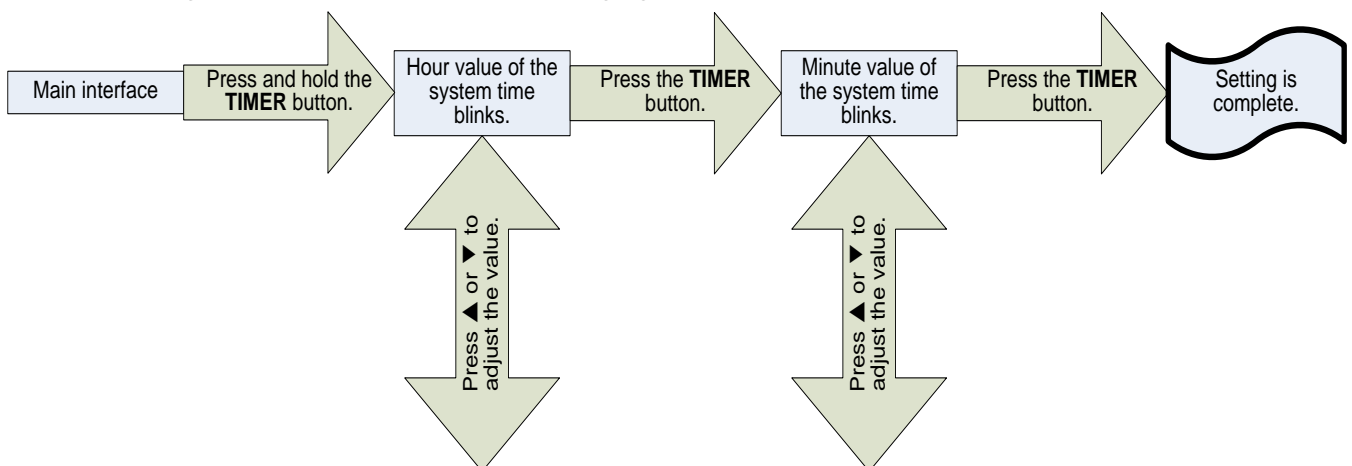 Main interface
Press and hold the
TIMER button.
Hour value of the
system time
blinks.
Press the TIMER
button.
Minute value of
the system time
blinks.
Press the TIMER
button.
Setting is
complete.
Press ▲ or ▼ to
adjust the value.
Press ▲ or ▼ to
adjust the value.